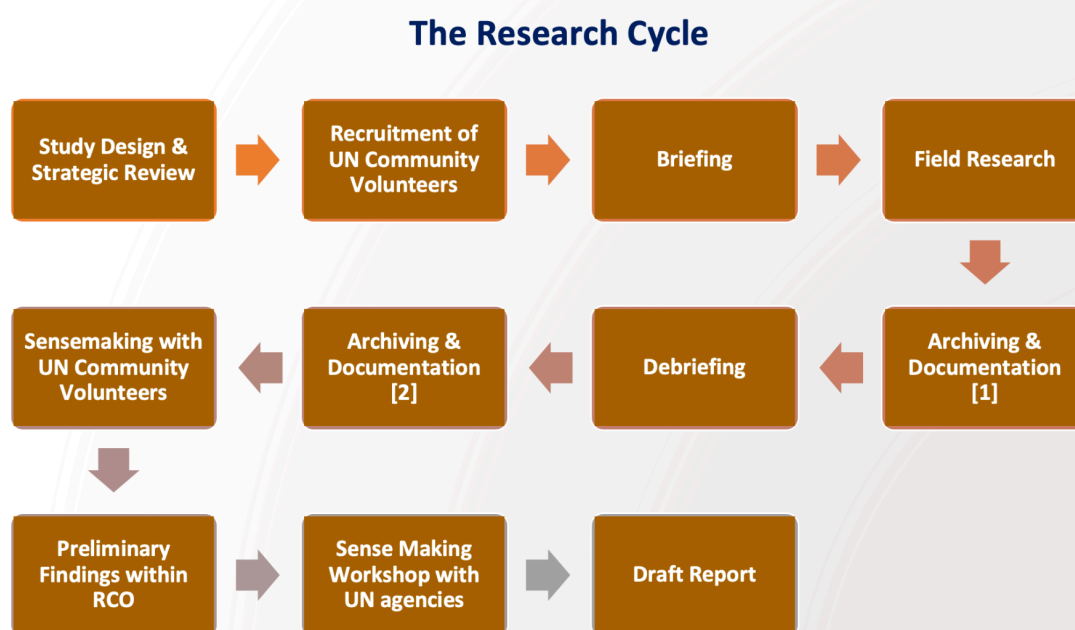 The Research Cycle
Study Design &
Strategic Review
Recruitment of
UN Community
Volunteers
Briefing
Field Research
Archiving &
Documentation
[1]
Debriefing
Archiving &
Documentation
[2]
Sensemaking with
UN Community
Volunteers
Preliminary
Findings within
RCO
Sense Making
Workshop with
UN agencies
Draft Report